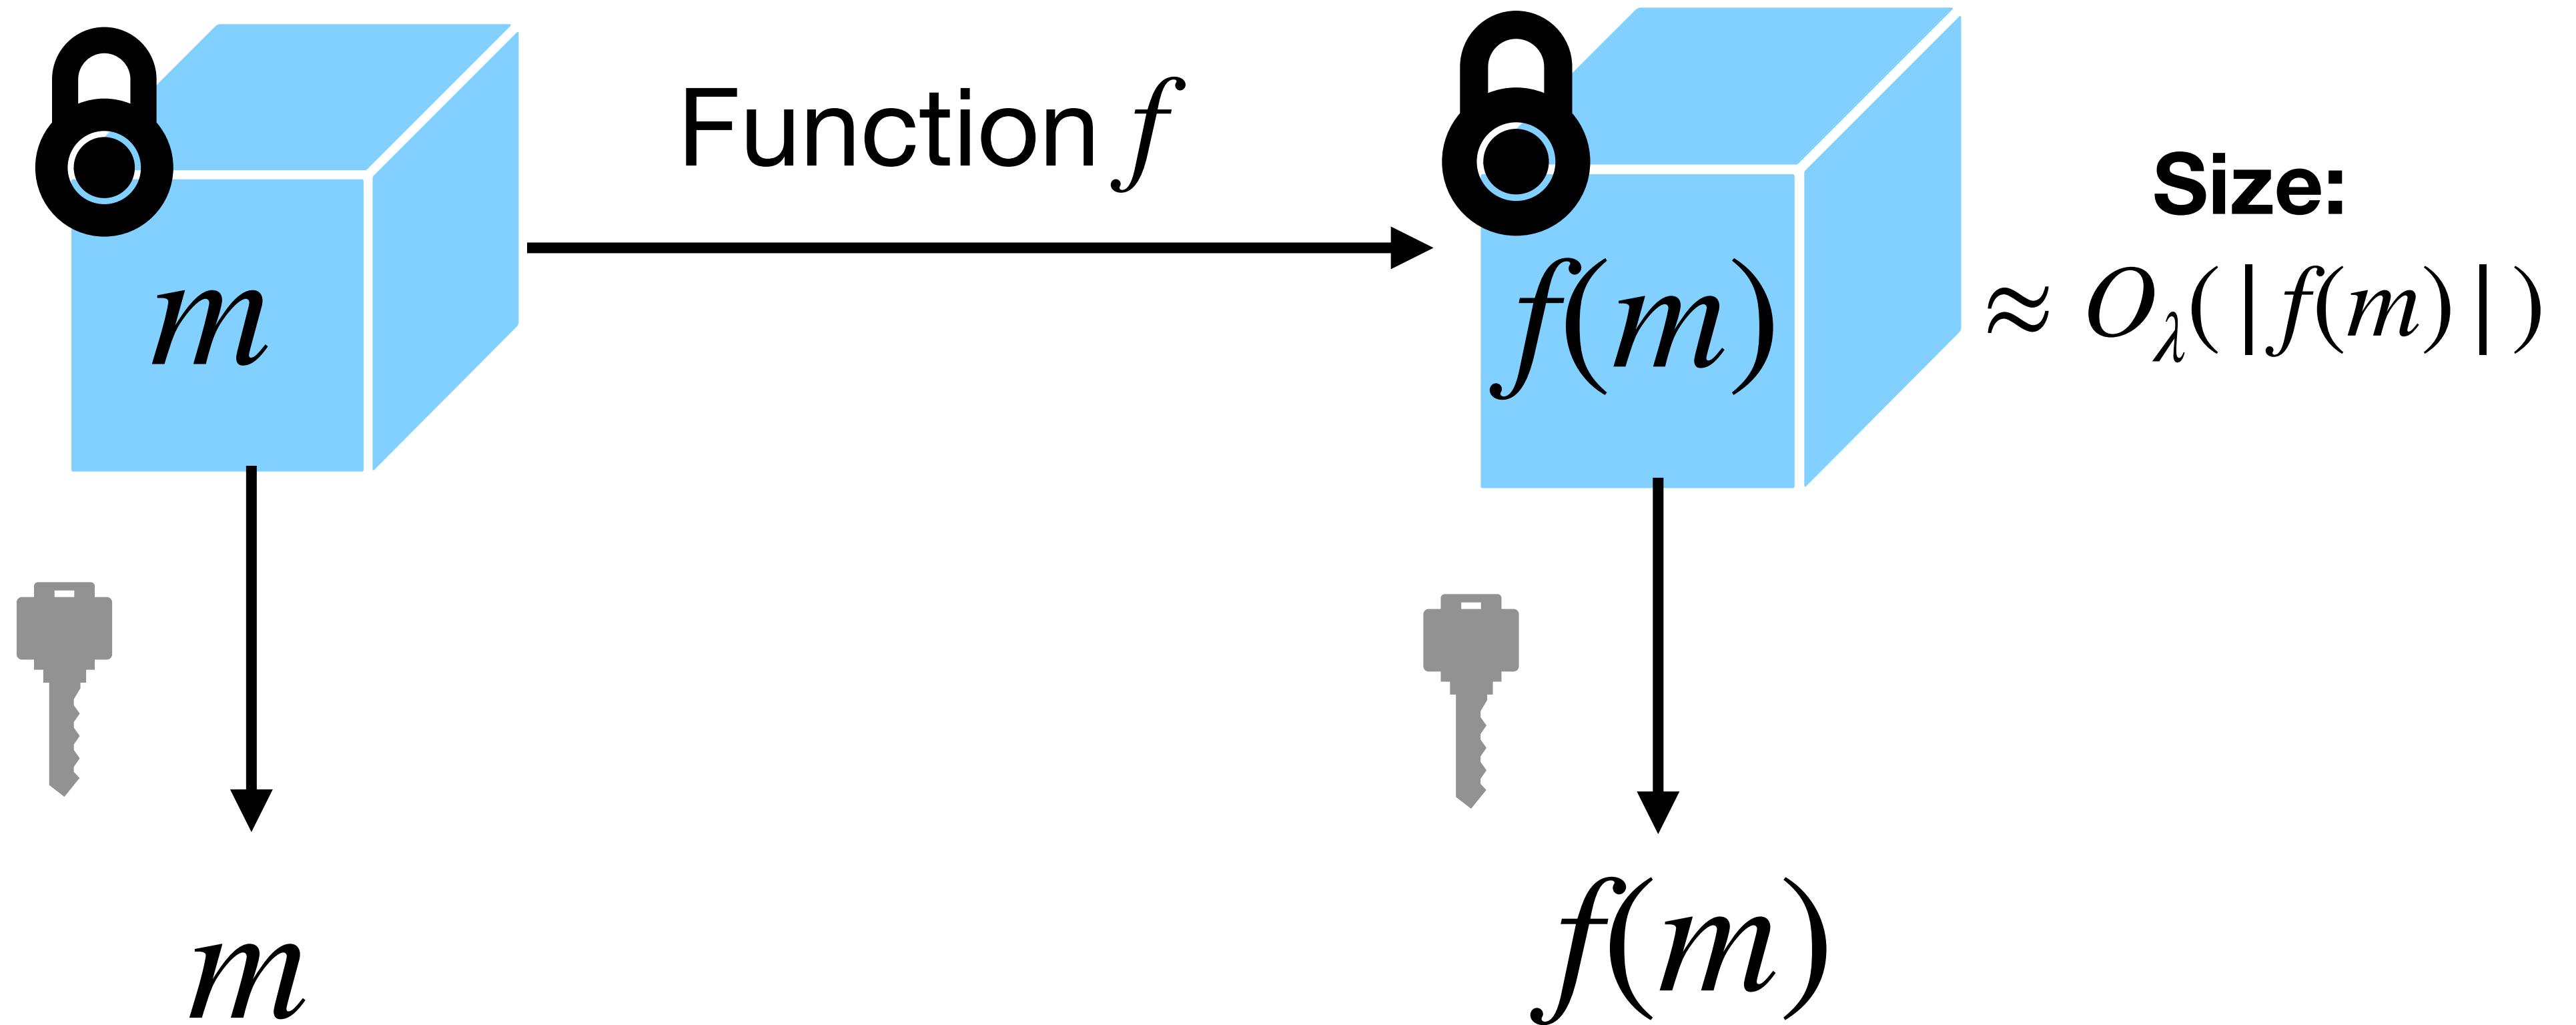 Function f
Size:
≈ O_λ(|f(m)|)
m
f(m)
m
f(m)